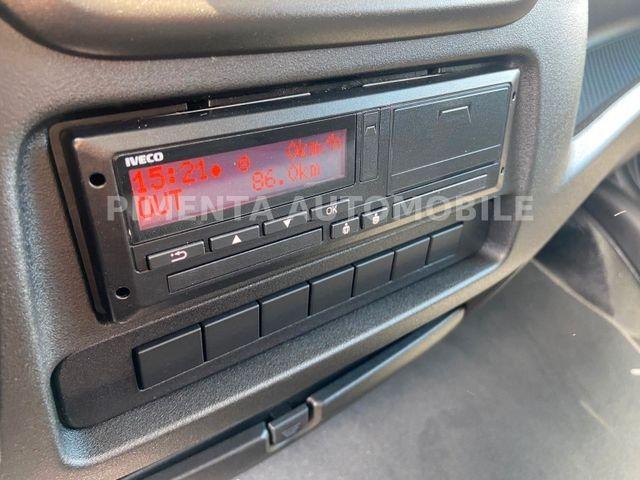 IVECO
15:21 0km/h
86.0km
OUT
OK
PIMENTA AUTOMOBILE